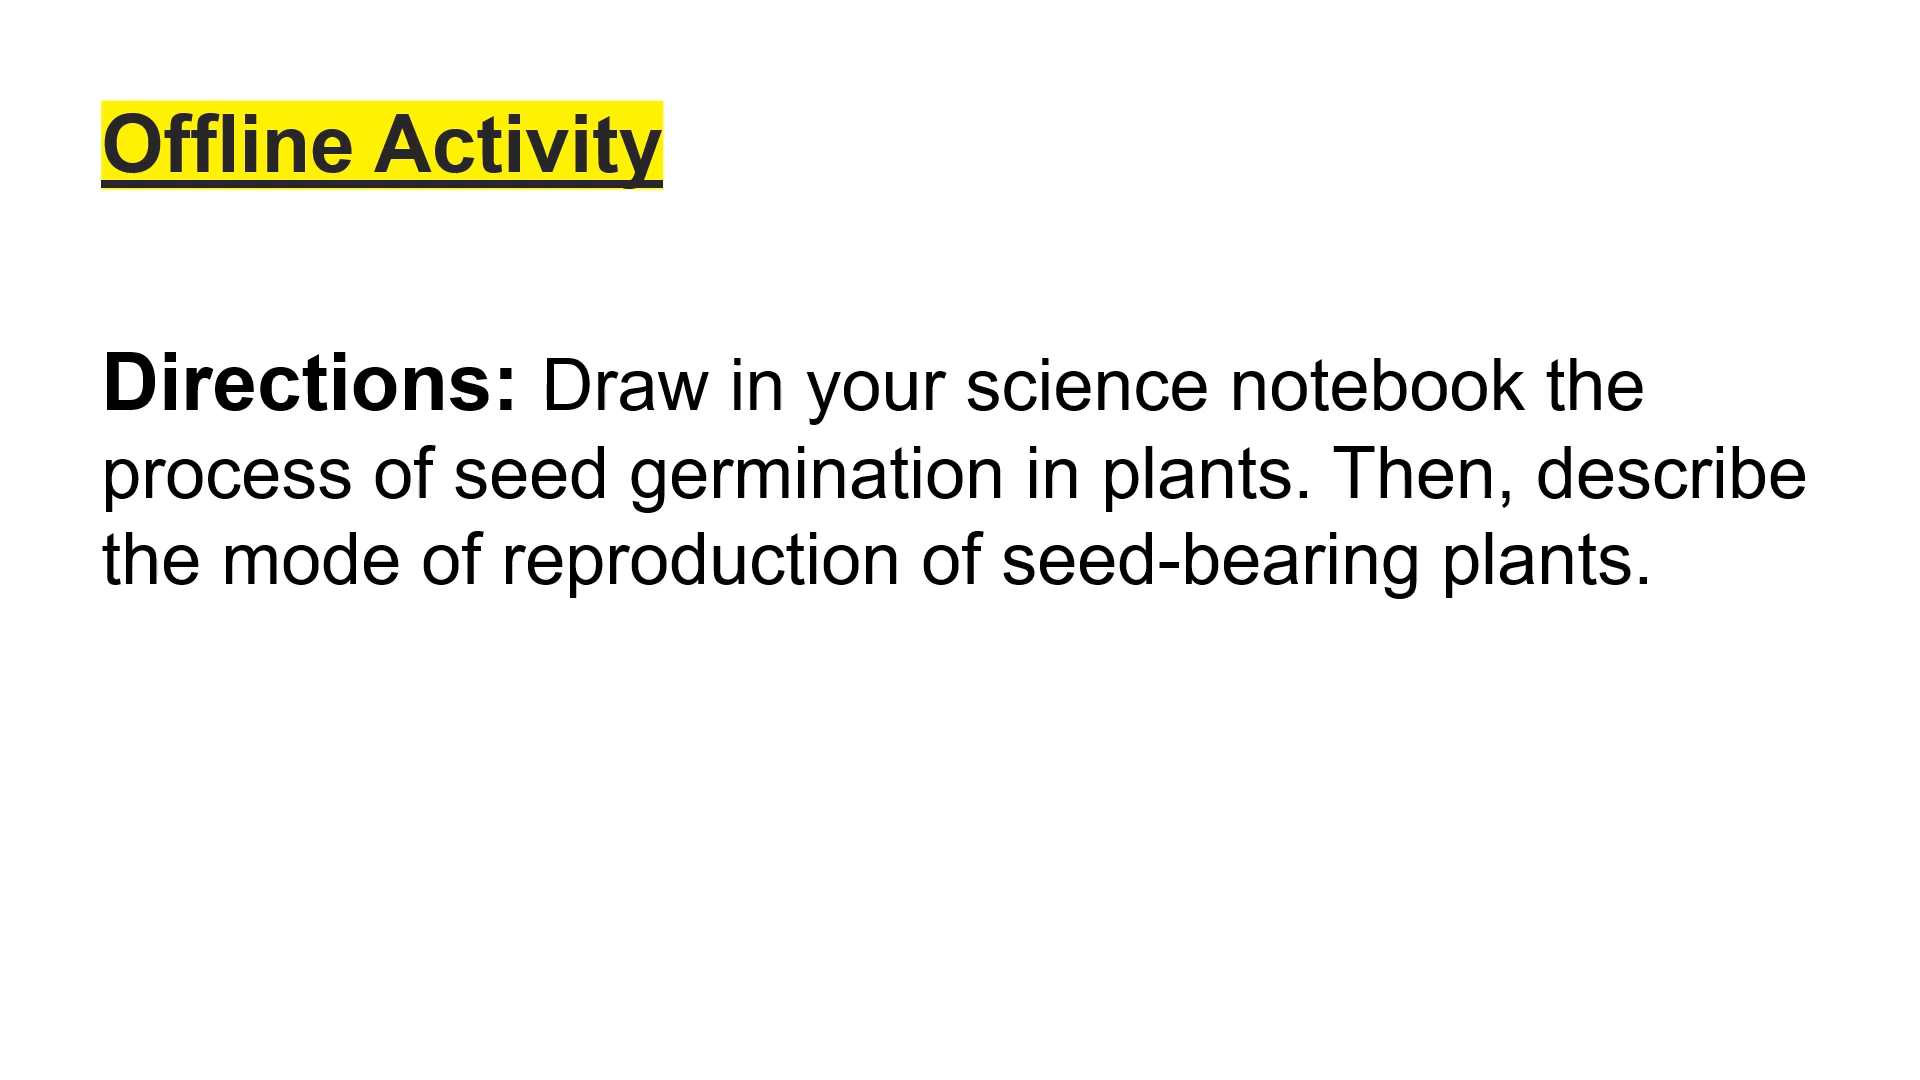 Offline Activity
Directions: Draw in your science notebook the
process of seed germination in plants. Then, describe
the mode of reproduction of seed-bearing plants.